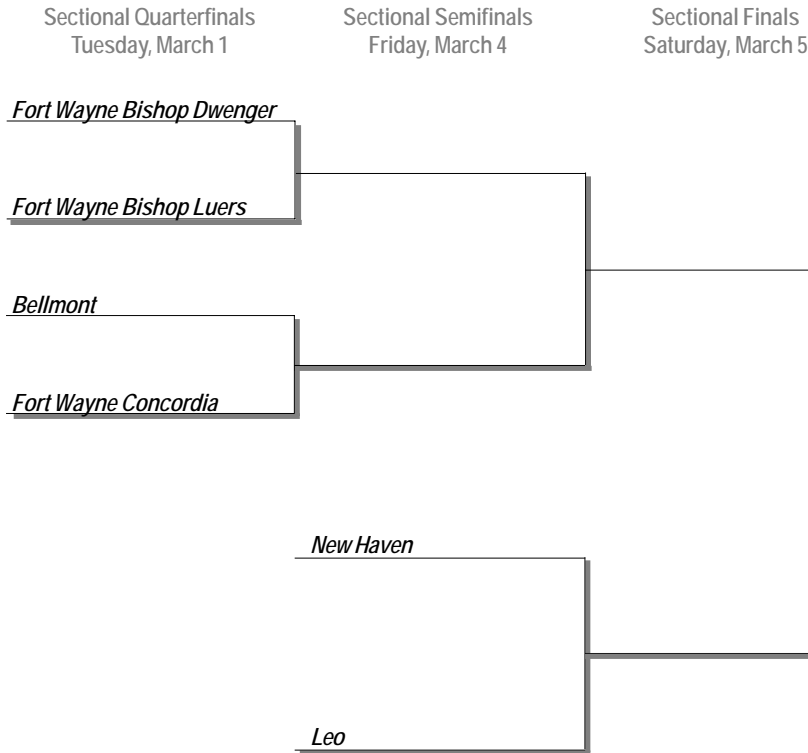 Sectional Quarterfinals
Tuesday, March 1
Sectional Semifinals
Friday, March 4
Sectional Finals
Saturday, March 5
Fort Wayne Bishop Dwenger
Fort Wayne Bishop Luers
Bellmont
Fort Wayne Concordia
New Haven
Leo